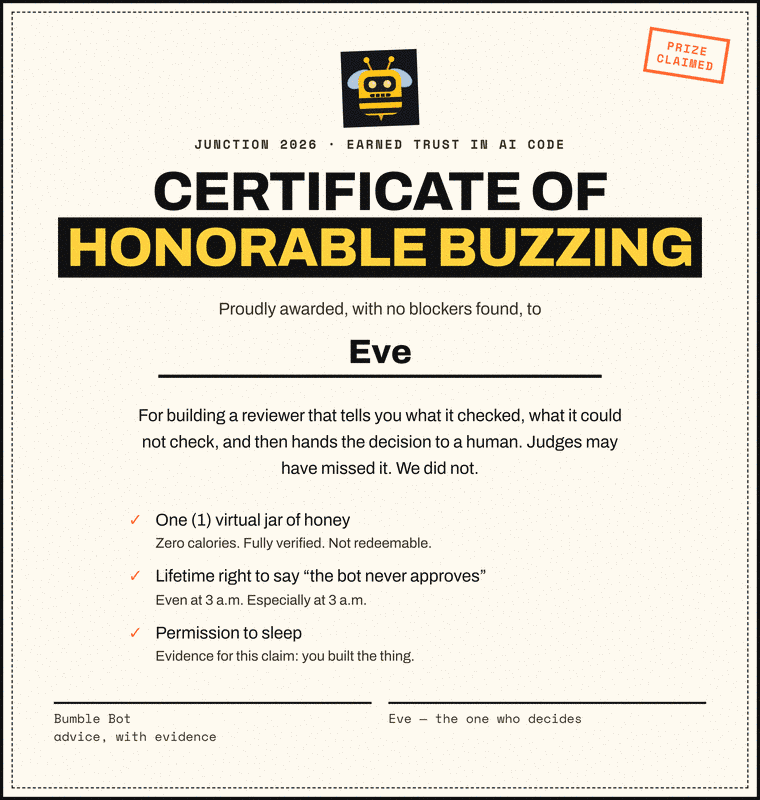 PRIZE
CLAIMED
JUNCTION 2026 · EARNED TRUST IN AI CODE
CERTIFICATE OF
HONORABLE BUZZING
Proudly awarded, with no blockers found, to
Eve
For building a reviewer that tells you what it checked, what it could
not check, and then hands the decision to a human. Judges may
have missed it. We did not.
✓ One (1) virtual jar of honey
Zero calories. Fully verified. Not redeemable.
✓ Lifetime right to say “the bot never approves”
Even at 3 a.m. Especially at 3 a.m.
✓ Permission to sleep
Evidence for this claim: you built the thing.
Bumble Bot
advice, with evidence
Eve — the one who decides